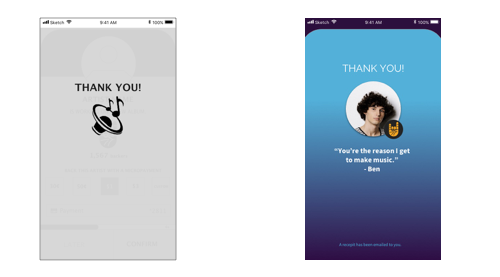 Sketch 9:41 AM 100%
THANK YOU!
Sketch 9:41 AM 100%
THANK YOU!
“You're the reason I get
to make music.”
- Ben
A receipt has been emailed to you.